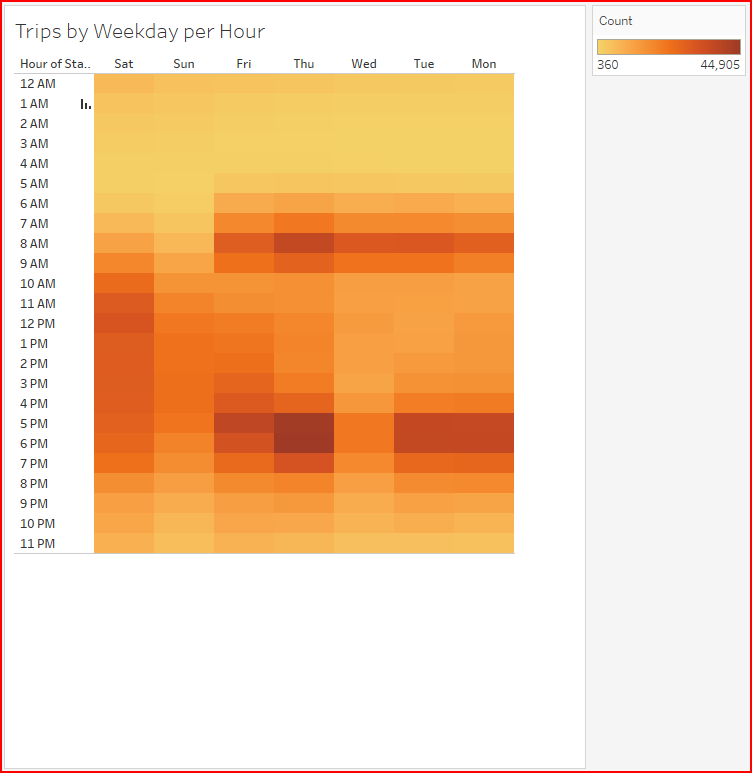 Trips by Weekday per Hour
Count
360 44,905
Hour of Sta.. Sat Sun Fri Thu Wed Tue Mon
12 AM
1 AM
2 AM
3 AM
4 AM
5 AM
6 AM
7 AM
8 AM
9 AM
10 AM
11 AM
12 PM
1 PM
2 PM
3 PM
4 PM
5 PM
6 PM
7 PM
8 PM
9 PM
10 PM
11 PM